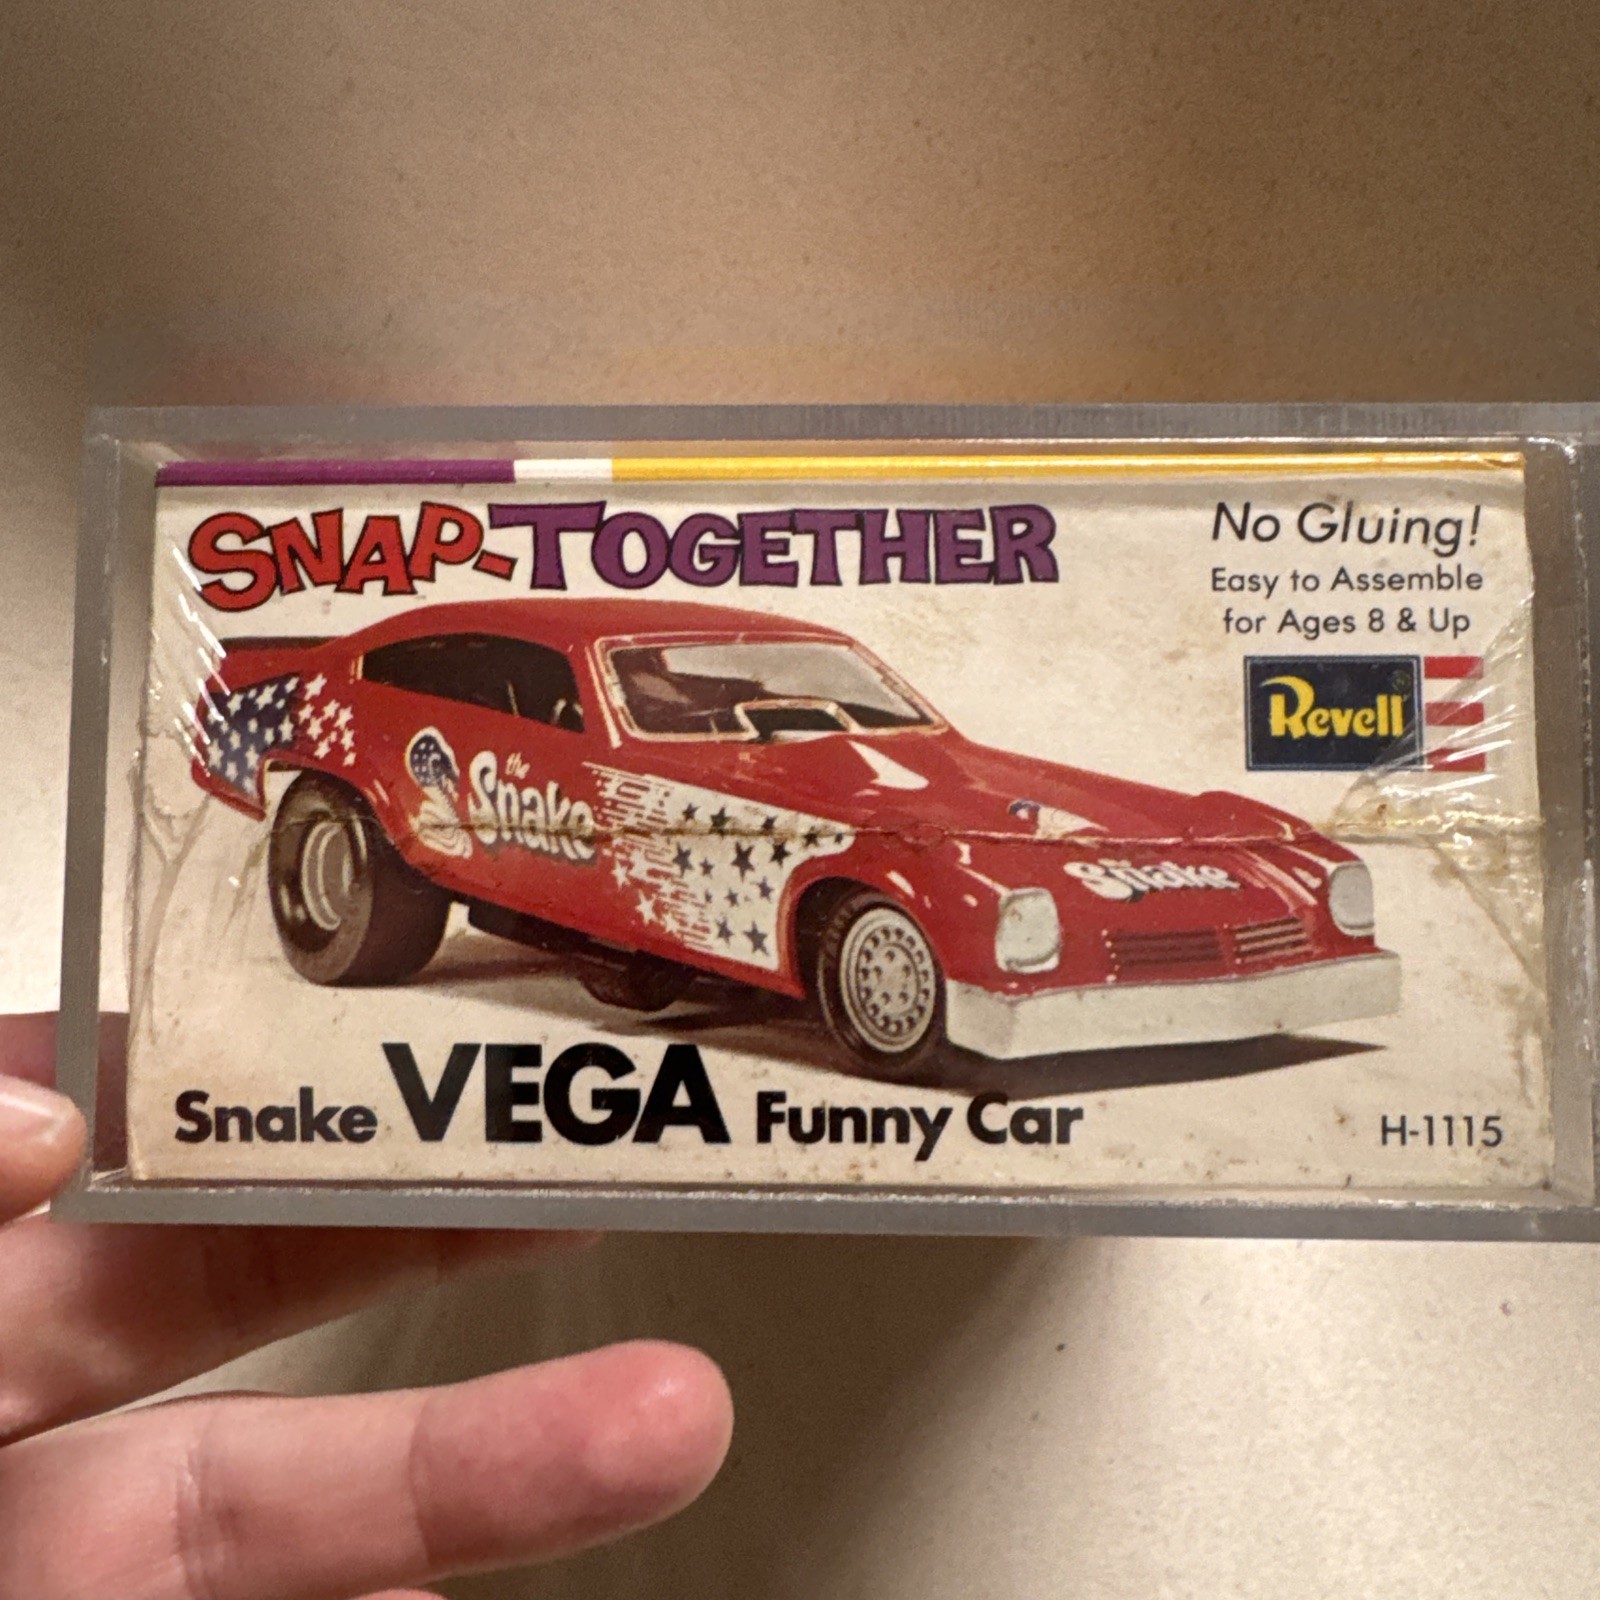 SNAP-TOGETHER
No Gluing!
Easy to Assemble
for Ages 8 & Up
Revell
the
Snake
Snake
Snake VEGA Funny Car
H-1115